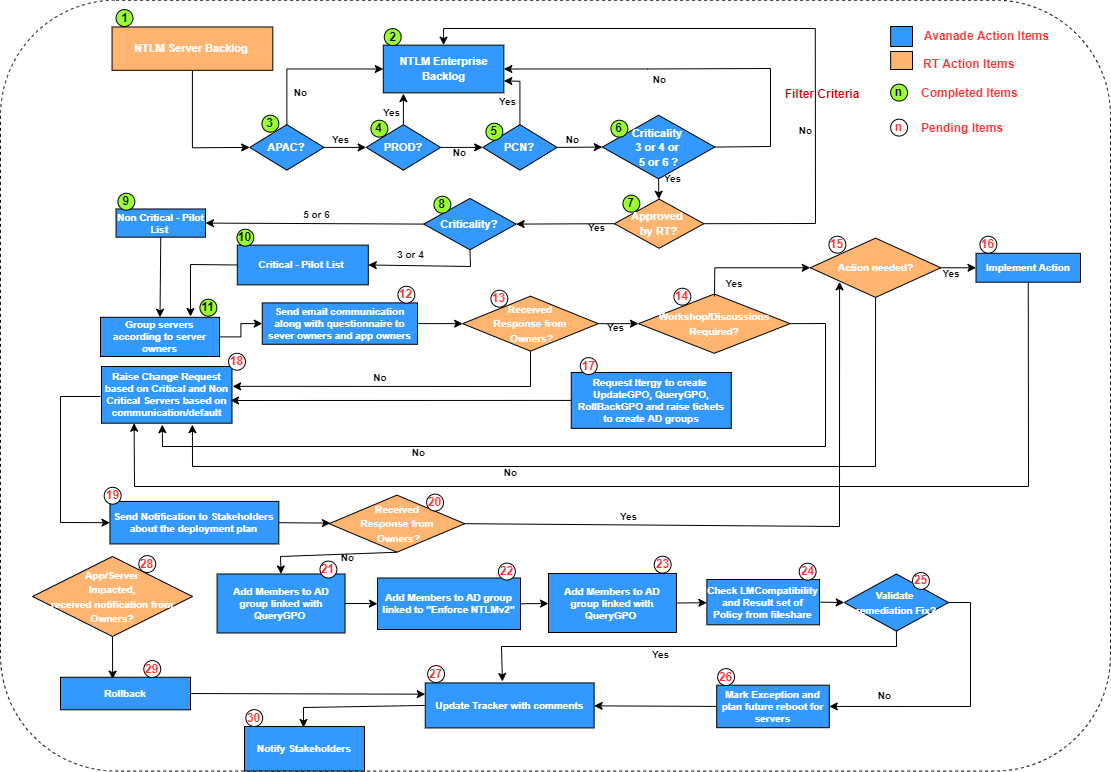 1
NTLM Server Backlog
2
NTLM Enterprise
Backlog
Avanade Action Items
RT Action Items
n
Completed Items
n
Pending Items
Filter Criteria
No
No
No
Yes
Yes
3
APAC?
Yes
4
PROD?
No
5
PCN?
No
6
Criticality
3 or 4 or
5 or 6 ?
Yes
7
Approved
by RT?
Yes
8
Criticality?
5 or 6
9
Non Critical - Pilot
List
3 or 4
10
Critical - Pilot List
11
Group servers
according to server
owners
12
Send email communication
along with questionnaire to
sever owners and app owners
13
Received
Response from
Owners?
Yes
14
Workshop/Discussions
Required?
Yes
15
Action needed?
Yes
16
Implement Action
No
17
Request Itergy to create
UpdateGPO, QueryGPO,
RollBackGPO and raise tickets
to create AD groups
18
Raise Change Request
based on Critical and Non
Critical Servers based on
communication/default
No
No
19
Send Notification to Stakeholders
about the deployment plan
20
Received
Response from
Owners?
Yes
No
21
Add Members to AD
group linked with
QueryGPO
22
Add Members to AD group
linked to "Enforce NTLMv2"
23
Add Members to AD
group linked with
QueryGPO
24
Check LMCompatibility
and Result set of
Policy from fileshare
25
Validate
remediation Fix?
Yes
No
26
Mark Exception and
plan future reboot for
servers
27
Update Tracker with comments
28
App/Server
Impacted,
received notification from
Owners?
29
Rollback
30
Notify Stakeholders